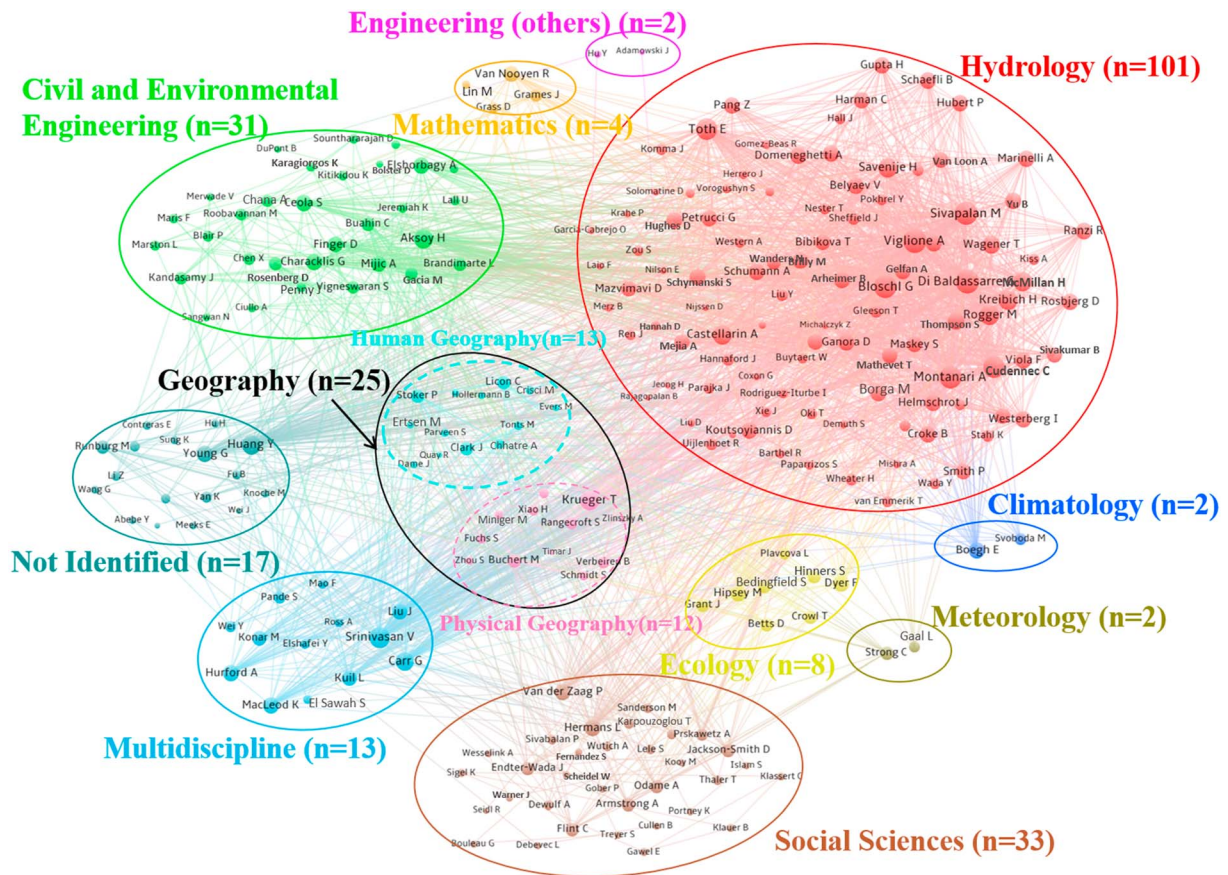 Engineering (others) (n=2)
Hu Y
Adamowski J
Van Nooyen R
Lin M
Grames J
Grass D
Mathematics (n=4)
Civil and Environmental
Engineering (n=31)
Sounthararajah D
DuPont B
Karagiorgos K
Bolster D
Elshorbagy A
Kitikidou K
Merwade V
Chana A
Ceola S
Jeremiah K
Lall U
Maris F
Roobavannan M
Buahin C
Blair P
Marston L
Finger D
Aksoy H
Chen X
Characklis G
Mijic A
Brandimarte L
Kandasamy J
Rosenberg D
Penny J
Vigneswaran S
Gacia M
Ciullo A
Sangwan N
Hydrology (n=101)
Gupta H
Schaefli B
Pang Z
Harman C
Hubert P
Hall J
Toth E
Gomez-Beas R
Komma J
Domeneghetti A
Savenije H
Van Loon A
Marinelli A
Herrero J
Solomatine D
Vorogushyn S
Belyaev V
Pokhrel Y
Yu B
Krahe P
Petrucci G
Nester T
Sheffield J
Sivapalan M
Garcia-Cabrejo O
Hughes D
Ranzi R
Zou S
Western A
Bibikova T
Viglione A
Wagener T
Laio F
Nilson E
Schumann A
Gelfan A
Kiss A
Schymanski S
Arheimer B
Di Baldassarre G
McMillan H
Mazvimavi D
Bloschl G
Kreibich H
Rosbjerg D
Merz B
Nijssen D
Liu Y
Gleeson T
Rogger M
Ren J
Hannah D
Castellarin A
Michalczyk Z
Thompson S
Mejia A
Ganora D
Maskey S
Sivakumar B
Hannaford J
Buytaert W
Mathevet T
Viola F
Cudennec C
Jeong H
Coxon G
Montanari A
Rajagopalan B
Parajka J
Rodriguez-Iturbe I
Borga M
Helmschrot J
Xie J
Oki T
Westerberg I
Liu D
Koutsoyiannis D
Demuth S
Uijlenhoet R
Croke B
Stahl K
Barthel R
Paparrizos S
Mishra A
Smith P
Wheater H
Wada Y
van Emmerik T
Human Geography(n=13)
Geography (n=25)
Licon C
Crisci M
Stoker P
Hollermann B
Evers M
Ertsen M
Parveen S
Tonts M
Clark J
Chhatre A
Quay R
Dame J
Krueger T
Xiao H
Miniger M
Rangecroft S
Zlinszky A
Fuchs S
Timar J
Zhou S
Buchert M
Verbeiren B
Schmidt S
Physical Geography(n=12)
Contreras E
Hu H
Runburg M
Sung K
Huang Y
Young G
Li Z
Fu B
Wang G
Yan K
Knoche M
Wei J
Abebe Y
Meeks E
Not Identified (n=17)
Mao F
Pande S
Liu J
Wei Y
Ross A
Konar M
Elshafei Y
Srinivasan V
Hurford A
Carr G
Kuil L
MacLeod K
El Sawah S
Multidiscipline (n=13)
Climatology (n=2)
Svoboda M
Boegh E
Plavcova L
Hinners S
Bedingfield S
Dyer F
Hipsey M
Grant J
Crowl T
Betts D
Ecology (n=8)
Meteorology (n=2)
Gaal L
Strong C
Van der Zaag P
Sanderson M
Hermans L
Karpouzoglou T
Prskawetz A
Sivabalan P
Wutich A
Wesselink A
Fernandez S
Lele S
Jackson-Smith D
Endter-Wada J
Kooy M
Islam S
Sigel K
Scheidel W
Thaler T
Klassert C
Gober P
Odame A
Warner J
Seidl R
Dewulf A
Armstrong A
Portney K
Flint C
Cullen B
Klauer B
Treyer S
Bouleau G
Debevec L
Gawel E
Social Sciences (n=33)